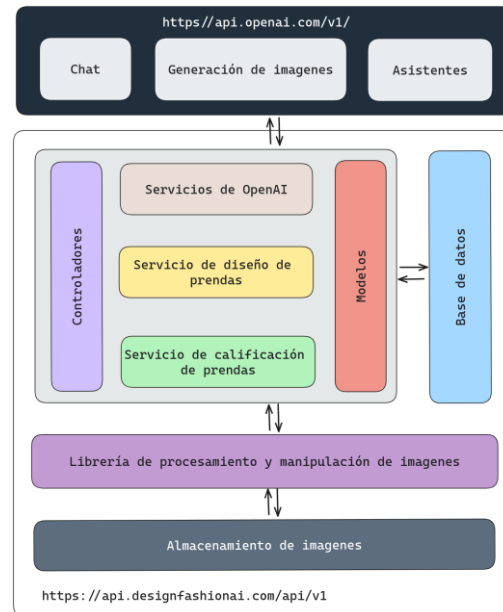 https//api.openai.com/v1/
Chat
Generación de imagenes
Asistentes
Controladores
Servicios de OpenAI
Servicio de diseño de
prendas
Servicio de calificación
de prendas
Modelos
Base de datos
Librería de procesamiento y manipulación de imagenes
Almacenamiento de imagenes
https://api.designfashionai.com/api/v1